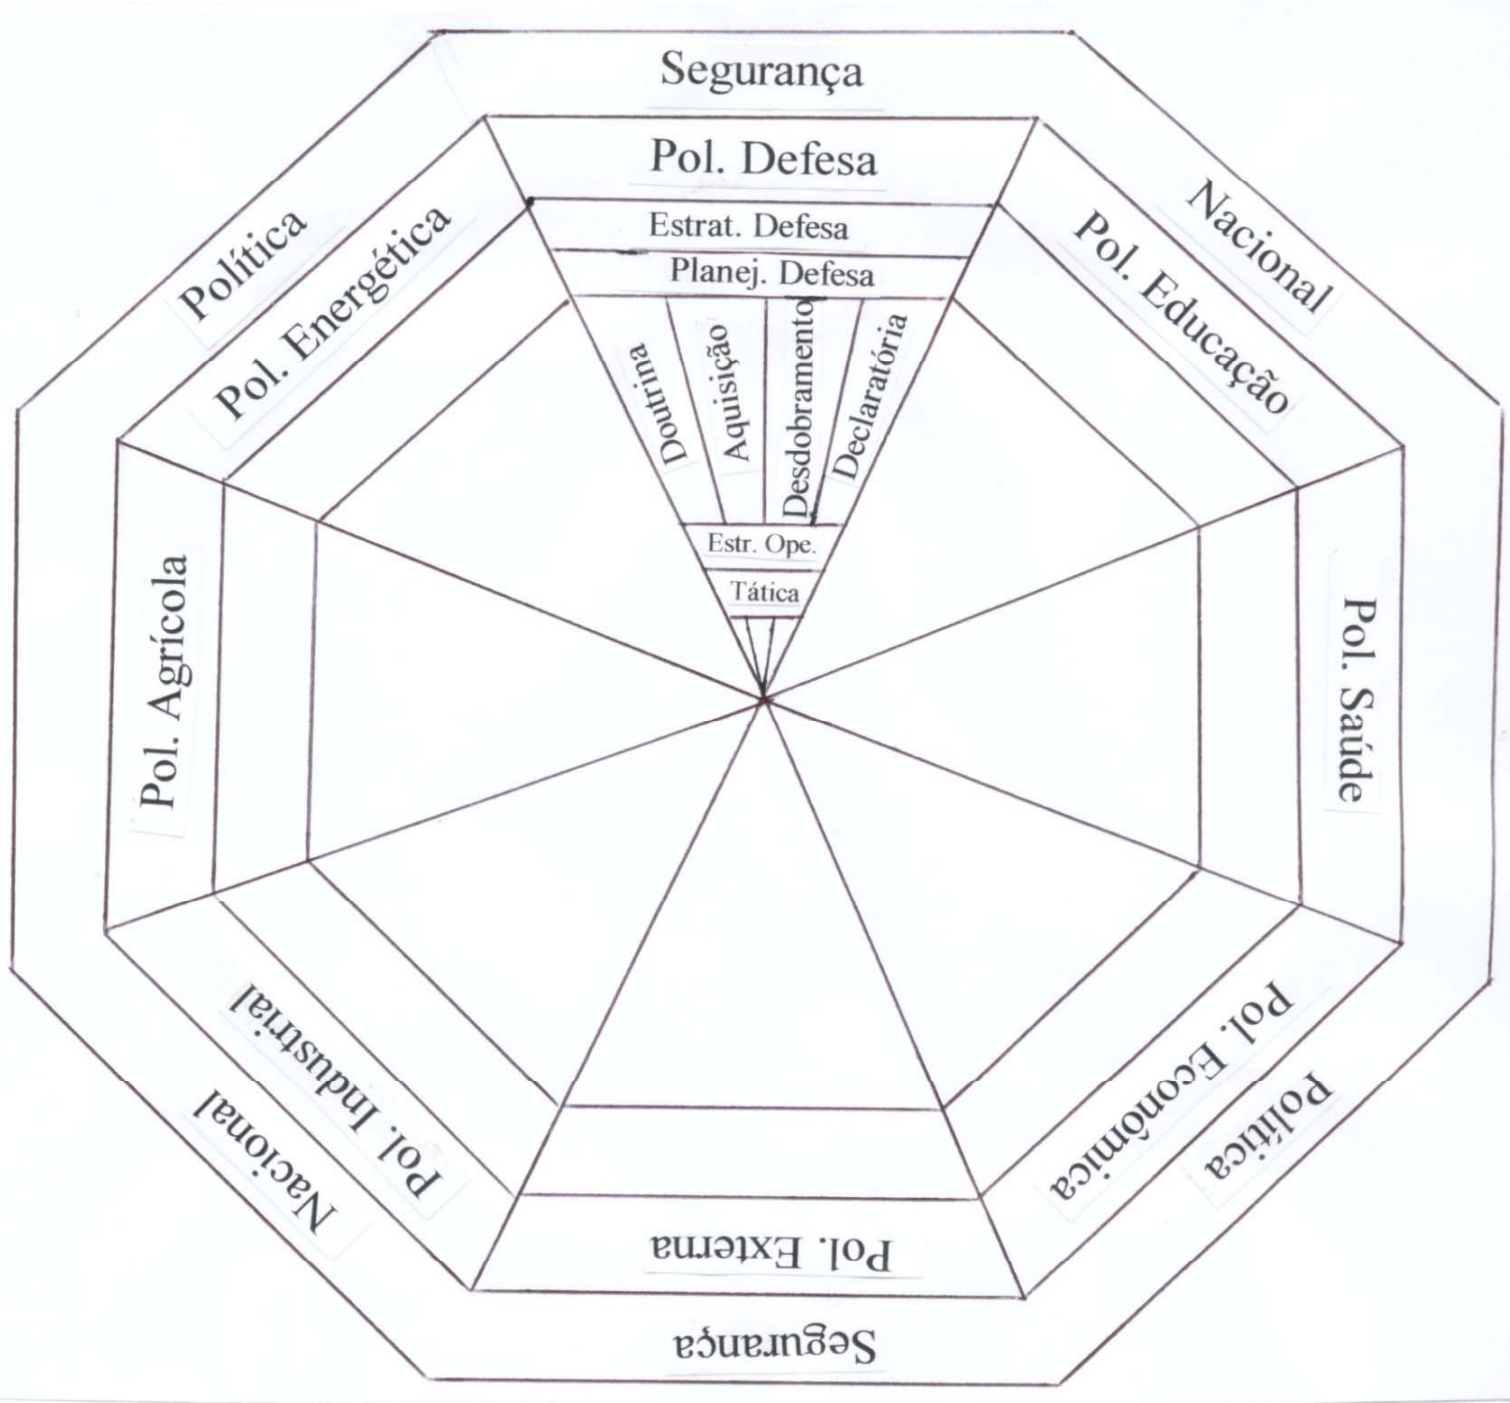 Segurança
Pol. Defesa
Estrat. Defesa
Planej. Defesa
Doutrina
Aquisição
Desdobramento
Declaratória
Estr. Ope.
Tática
Nacional
Pol. Educação
Pol. Saúde
Pol. Econômica
Política
Pol. Externa
Segurança
Pol. Industrial
Nacional
Pol. Agrícola
Pol. Energética
Política